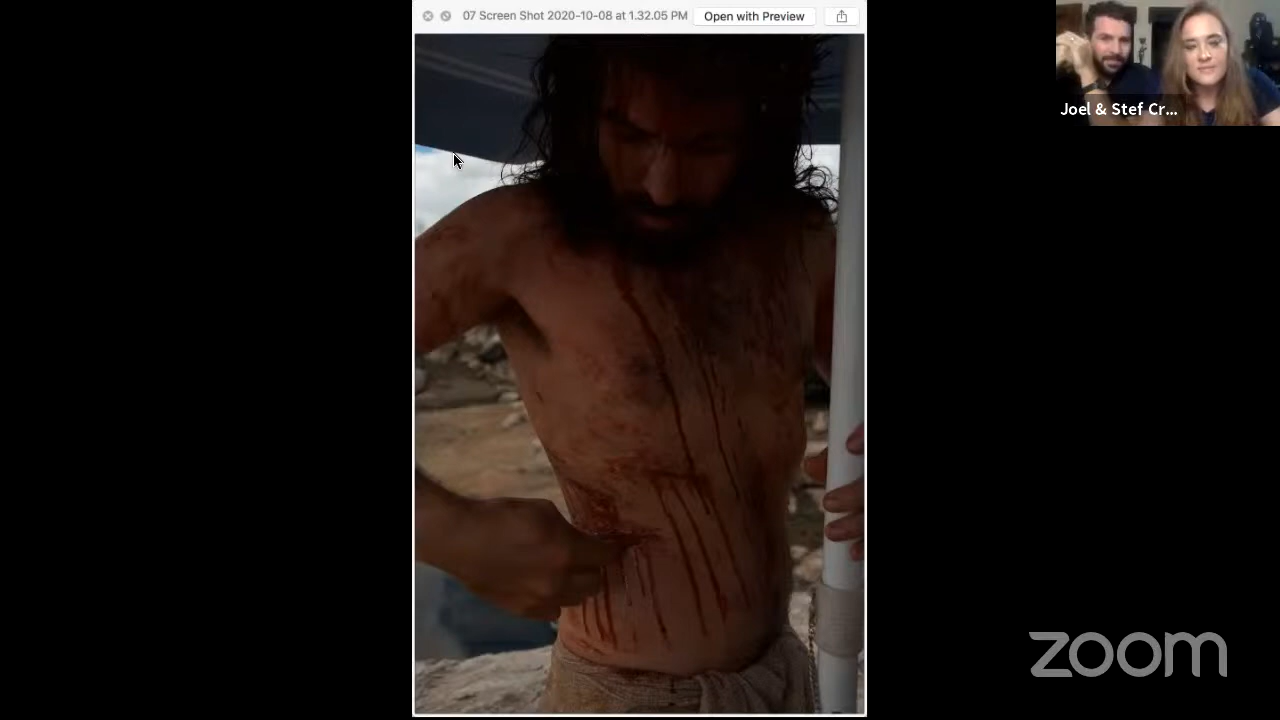 07 Screen Shot 2020-10-08 at 1.32.05 PM
Open with Preview
Joel & Stef Cr...
zoom